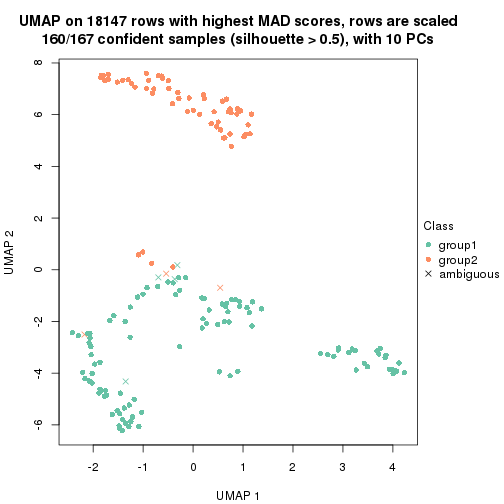 UMAP on 18147 rows with highest MAD scores, rows are scaled
160/167 confident samples (silhouette > 0.5), with 10 PCs
8
6
4
2
0
-2
-4
-6
UMAP 2
-2
-1
0
1
2
3
4
UMAP 1
Class
group1
group2
ambiguous